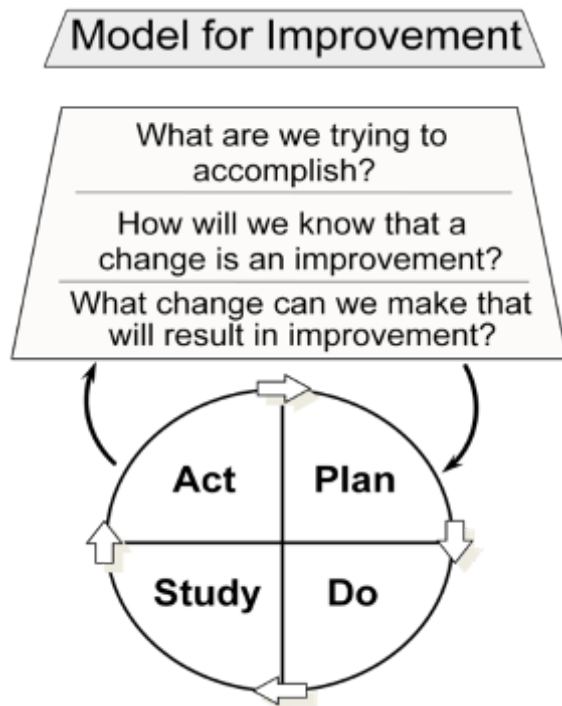 Model for Improvement
What are we trying to
accomplish?
How will we know that a
change is an improvement?
What change can we make that
will result in improvement?
Act
Plan
Study
Do